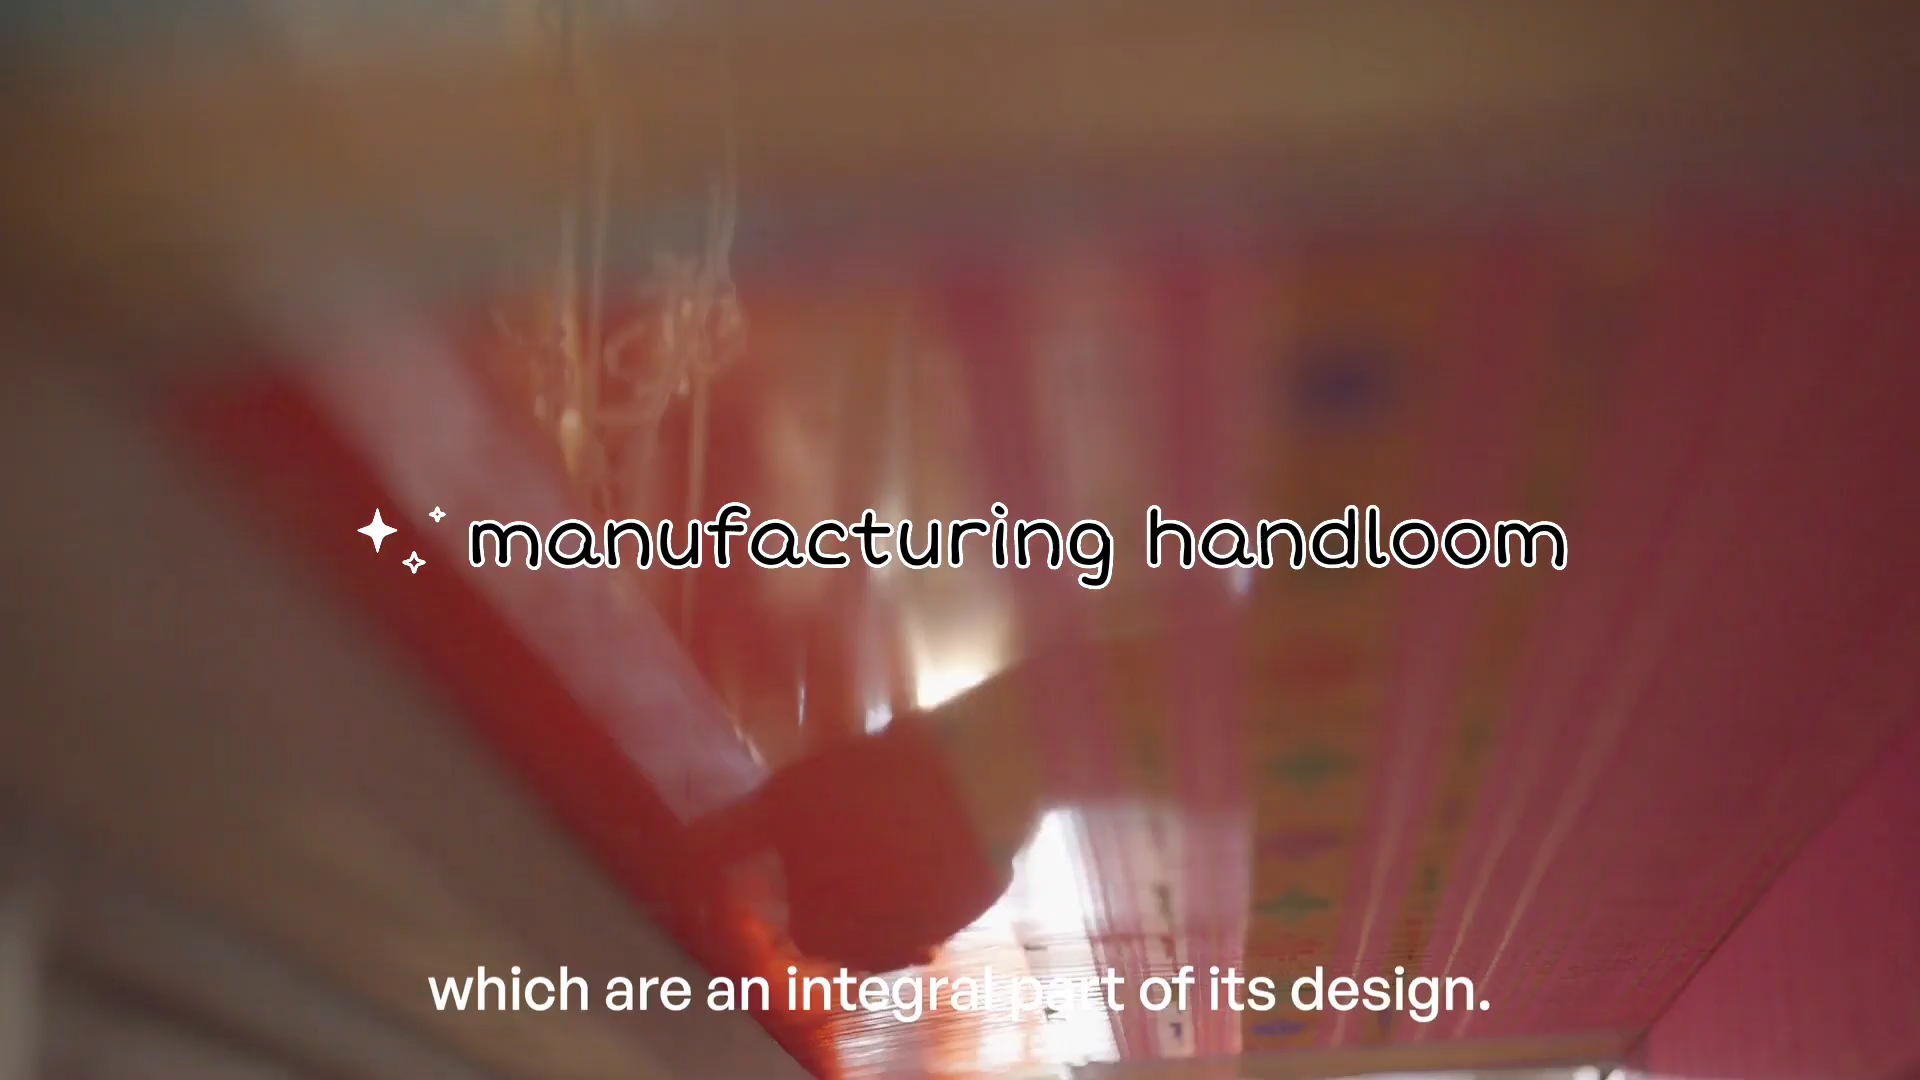 manufacturing handloom
which are an integral part of its design.